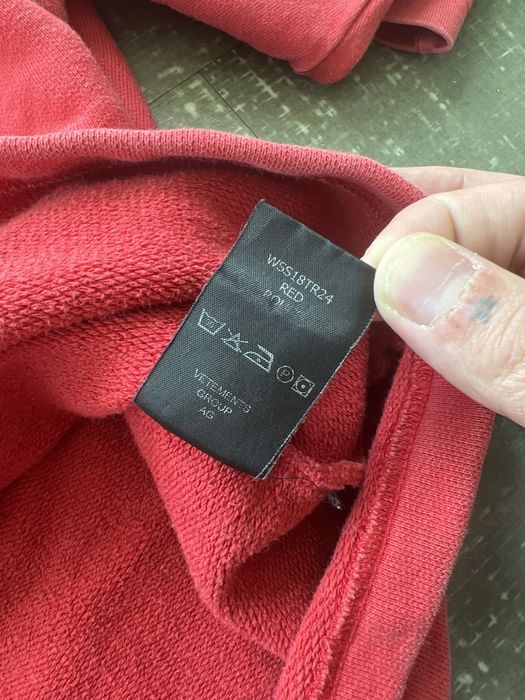 WSS18TR24
RED
VETEMENTS
GROUP
AG